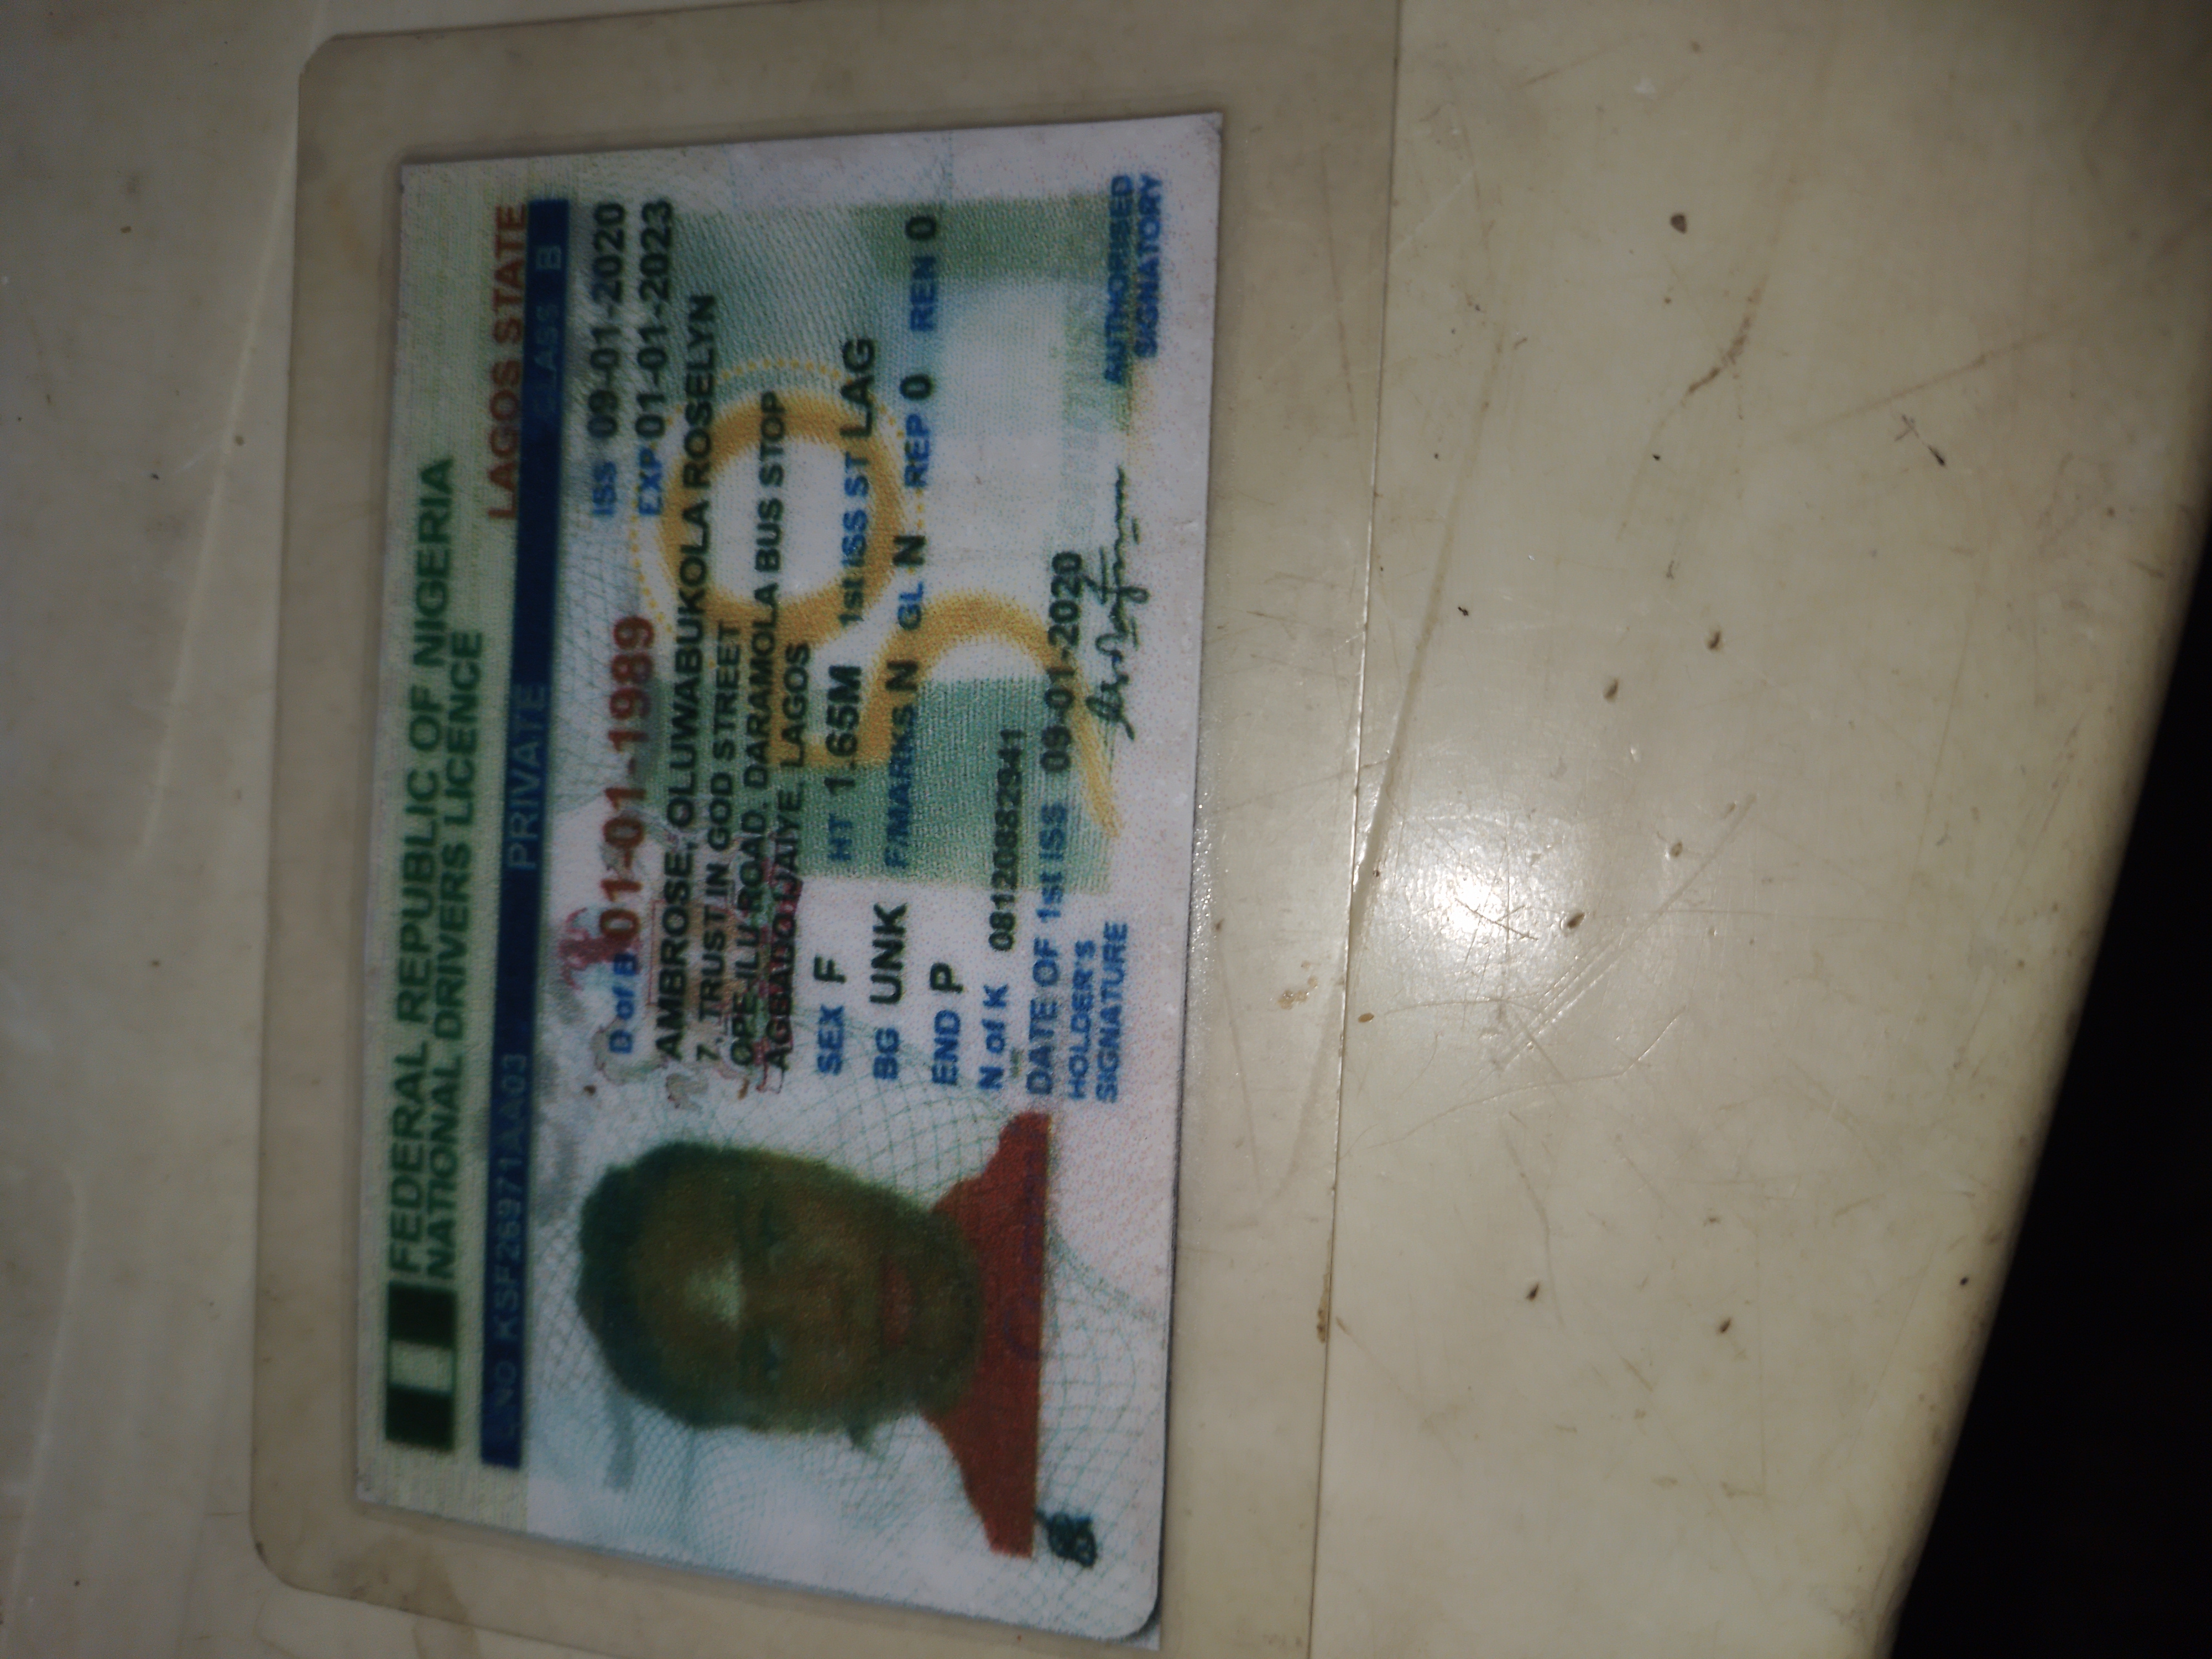 FEDERAL REPUBLIC OF NIGERIA
NATIONAL DRIVERS LICENCE
LAGOS STATE
L/NO KSF26971AA03 PRIVATE CLASS B
D of B 01-01-1989 ISS 09-01-2020
EXP 01-01-2023
AMBROSE, OLUWABUKOLA ROSELYN
7, TRUST IN GOD STREET
OPE-ILU ROAD, DARAMOLA BUS STOP
AGBADO IJAIYE, LAGOS
SEX F HT 1.65M 1st ISS ST LAG
BG UNK F/MARKS N GL N REP 0 REN 0
END P
N of K 08120882941
DATE OF 1st ISS 09-01-2020
HOLDER'S
SIGNATURE
AUTHORISED
SIGNATORY